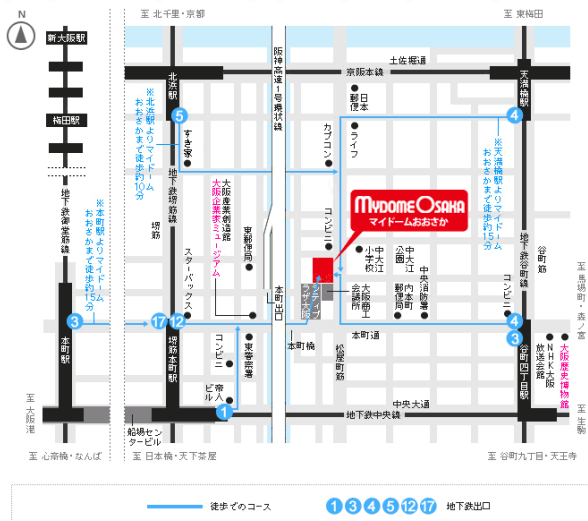 N
至 北千里・京都
至 東梅田
新大阪駅
梅田駅
北浜駅
阪神高速1号環状線
土佐堀通
京阪本線
天満橋駅
5
4
※北浜駅よりマイドーム
おおさかまで徒歩約10分
すき家
日本
郵便
ライフ
カプコン
※天満橋駅よりマイドーム
おおさかまで徒歩約15分
地下鉄御堂筋線
※本町駅よりマイドーム
おおさかまで徒歩約15分
地下鉄堺筋線
堺筋
大阪産業創造館
大阪企業家ミュージアム
東郵便局
スターバックス
MYDOME OSAKA
マイドームおおさか
コンビニ
中大江
小学校
中大江
公園
中央消防署
内本町
郵便局
大阪商工
会議所
シティプ
ラザ大阪
コンビニ
地下鉄谷町線
谷町筋
至 馬場町・森ノ宮
本町出口
3
17
12
4
3
本町駅
堺筋本町駅
コンビニ
帝人
ビル
東警察署
本町橋
松屋町筋
本町通
谷町四丁目駅
NHK大阪
放送会館
大阪歴史博物館
1
中央大通
地下鉄中央線
至 大阪港
至 生駒
船場セン
タービル
至 心斎橋・なんば
至 日本橋・天下茶屋
至 谷町九丁目・天王寺
徒歩でのコース
1 3 4 5 12 17 地下鉄出口